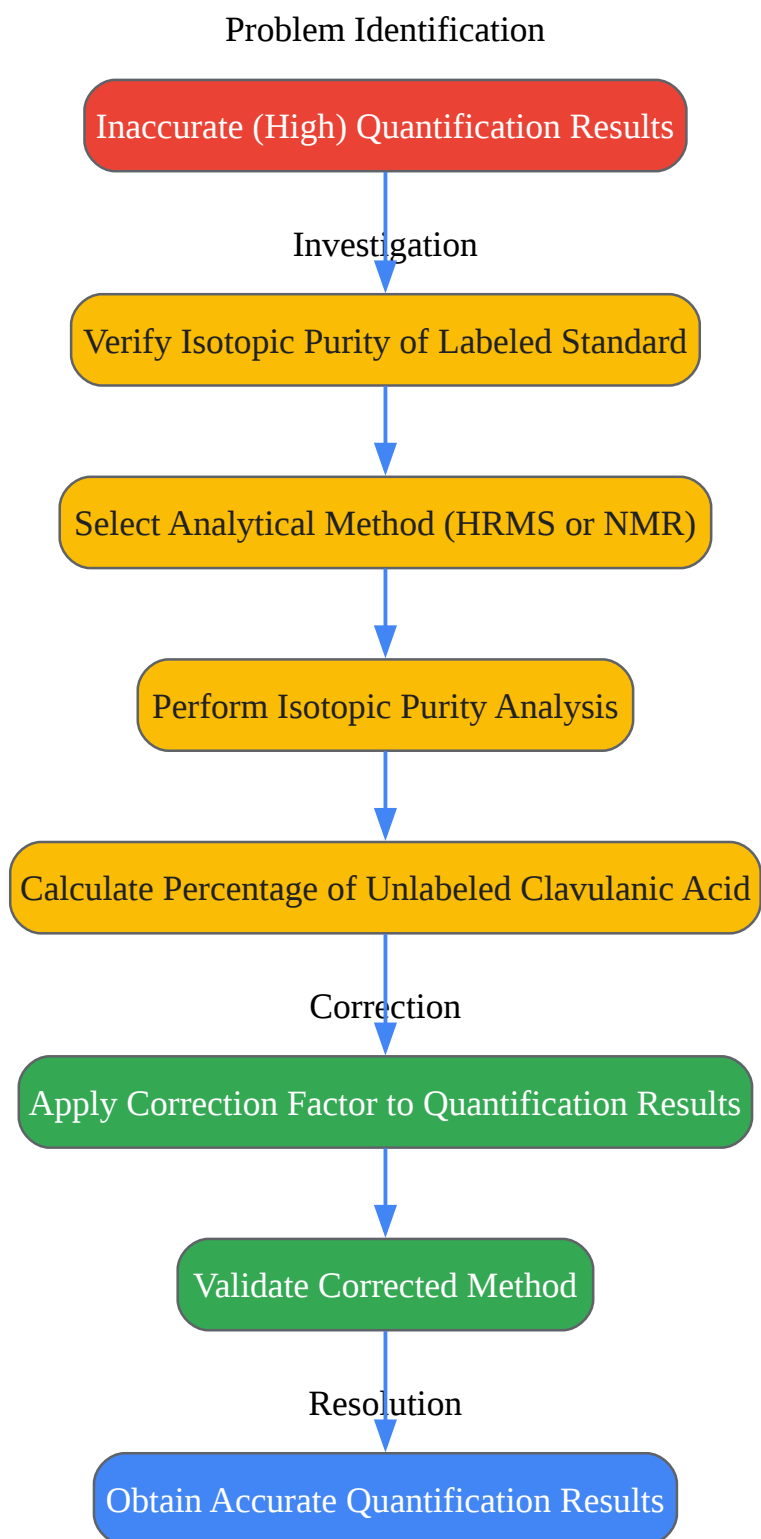 Problem Identification
Inaccurate (High) Quantification Results
Investigation
Verify Isotopic Purity of Labeled Standard
Select Analytical Method (HRMS or NMR)
Perform Isotopic Purity Analysis
Calculate Percentage of Unlabeled Clavulanic Acid
Correction
Apply Correction Factor to Quantification Results
Validate Corrected Method
Resolution
Obtain Accurate Quantification Results